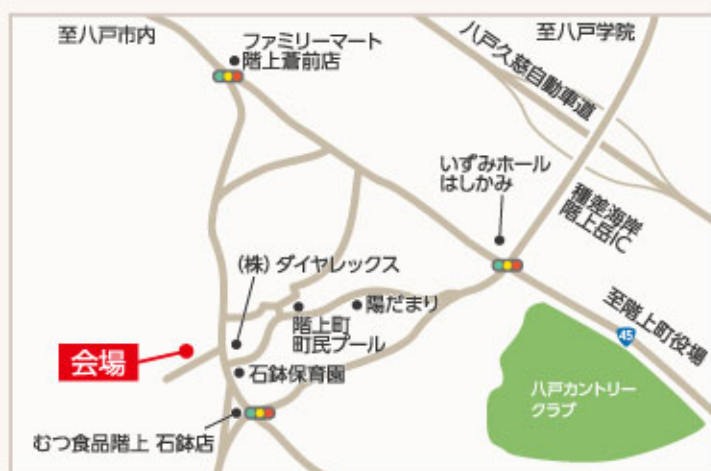 至八戸市内
ファミリーマート
階上蒼前店
八戸久慈自動車道
至八戸学院
いずみホール
はしかみ
種差海岸
階上岳IC
(株)ダイヤレックス
陽だまり
階上町
町民プール
至階上町役場
45
会場
石鉢保育園
八戸カントリー
クラブ
むつ食品階上 石鉢店